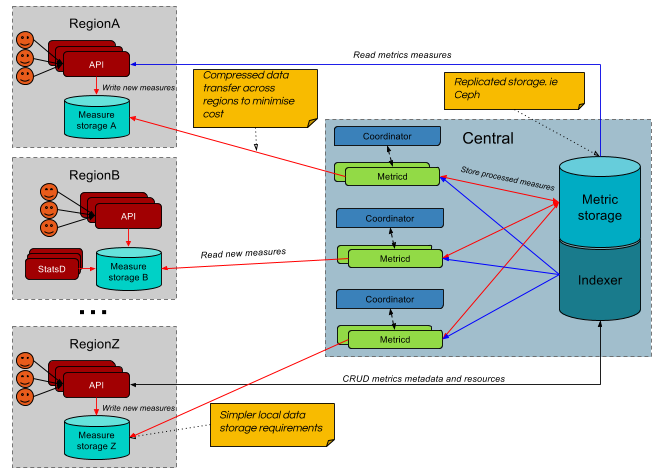 RegionA
API
Write new measures
Measure
storage A
Compressed data
transfer across
regions to minimise
cost
Read metrics measures
Replicated storage, ie
Ceph
Central
Coordinator
Metricd
Store processed measures
Metric
storage
Indexer
RegionB
API
StatsD
Measure
storage B
Read new measures
Coordinator
Metricd
Coordinator
Metricd
...
RegionZ
API
Write new measures
Measure
storage Z
CRUD metrics metadata and resources
Simpler local data
storage requirements